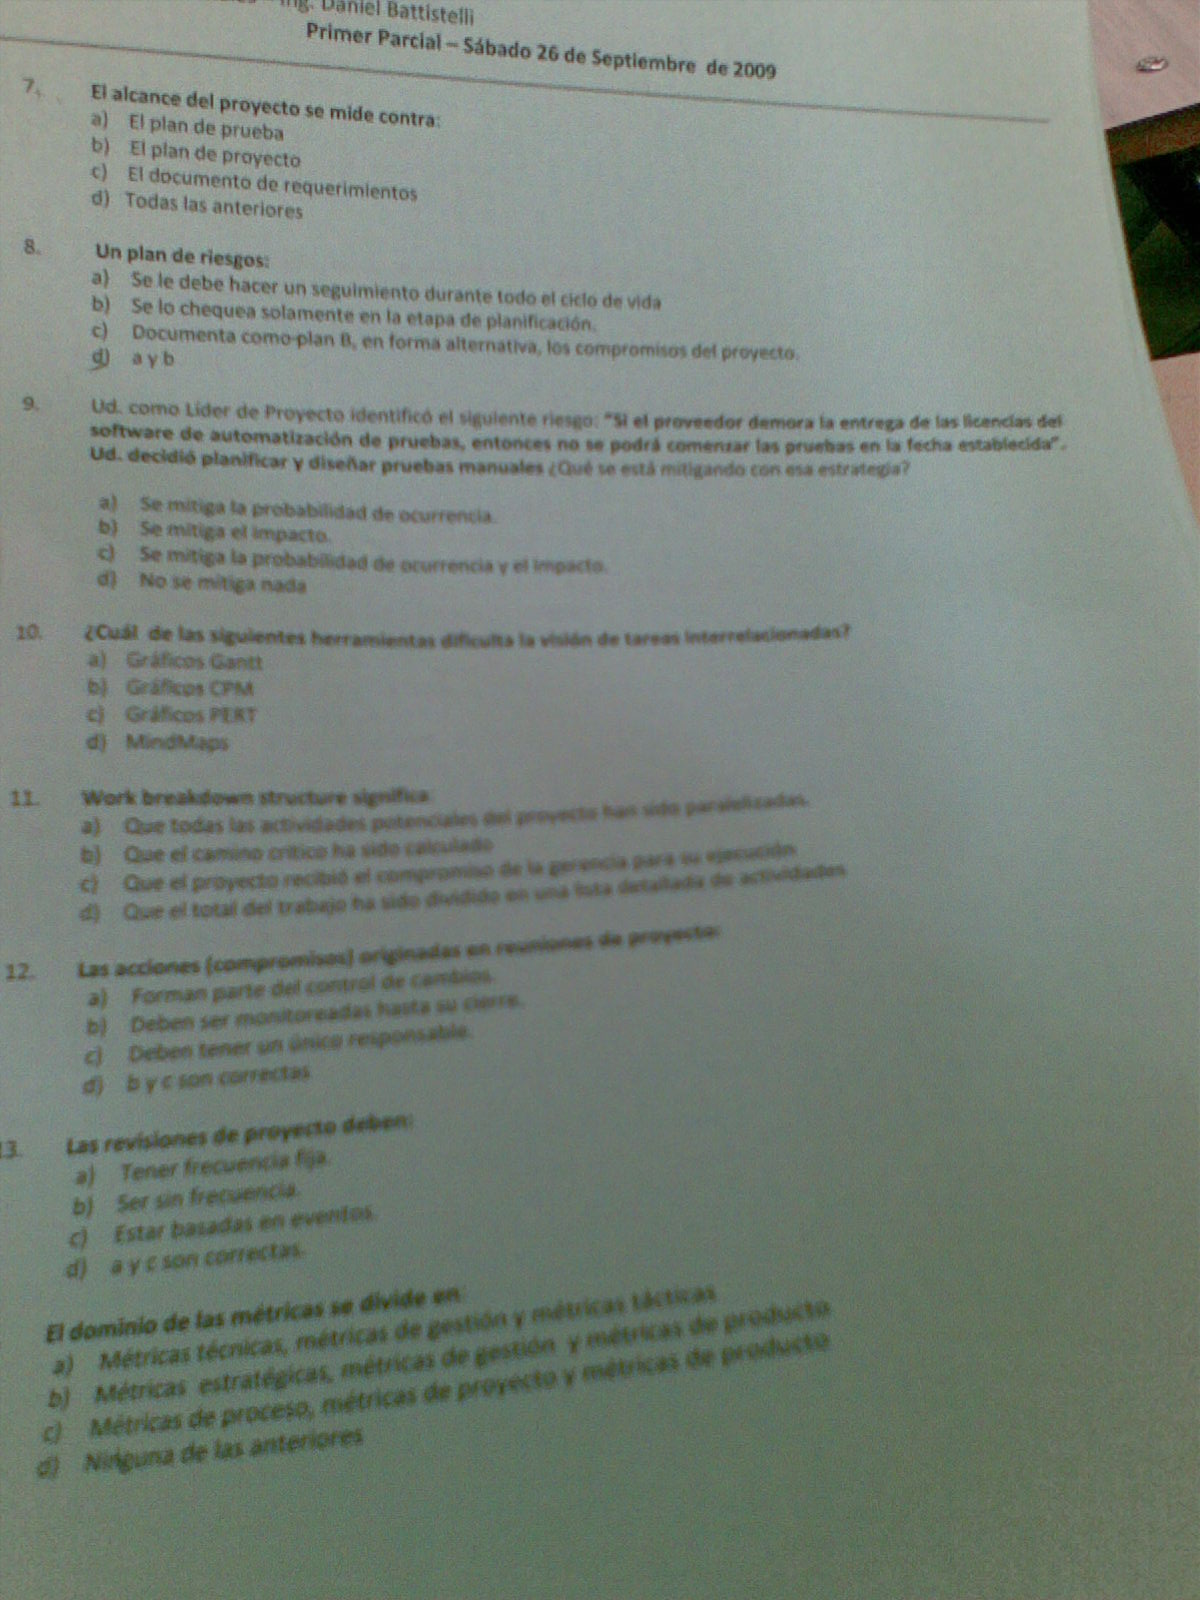 Ing. Daniel Battistelli
Primer Parcial – Sábado 26 de Septiembre de 2009
7. El alcance del proyecto se mide contra:
a) El plan de prueba
b) El plan de proyecto
c) El documento de requerimientos
d) Todas las anteriores
8. Un plan de riesgos:
a) Se le debe hacer un seguimiento durante todo el ciclo de vida
b) Se lo chequea solamente en la etapa de planificación.
c) Documenta como plan B, en forma alternativa, los compromisos del proyecto.
d) a y b
9. Ud. como Líder de Proyecto identificó el siguiente riesgo: "Si el proveedor demora la entrega de las licencias del
software de automatización de pruebas, entonces no se podrá comenzar las pruebas en la fecha establecida".
Ud. decidió planificar y diseñar pruebas manuales ¿Qué se está mitigando con esa estrategia?
a) Se mitiga la probabilidad de ocurrencia.
b) Se mitiga el impacto.
c) Se mitiga la probabilidad de ocurrencia y el impacto.
d) No se mitiga nada
10. ¿Cuál de las siguientes herramientas dificulta la visión de tareas interrelacionadas?
a) Gráficos Gantt
b) Gráficos CPM
c) Gráficos PERT
d) MindMaps
11. Work breakdown structure significa
a) Que todas las actividades potenciales del proyecto han sido paralelizadas.
b) Que el camino crítico ha sido calculado
c) Que el proyecto recibió el compromiso de la gerencia para su ejecución
d) Que el total del trabajo ha sido dividido en una lista detallada de actividades
12. Las acciones (compromisos) originadas en reuniones de proyecto:
a) Forman parte del control de cambios.
b) Deben ser monitoreadas hasta su cierre.
c) Deben tener un único responsable.
d) b y c son correctas
13. Las revisiones de proyecto deben:
a) Tener frecuencia fija.
b) Ser sin frecuencia.
c) Estar basadas en eventos.
d) a y c son correctas.
El dominio de las métricas se divide en:
a) Métricas técnicas, métricas de gestión y métricas tácticas
b) Métricas estratégicas, métricas de gestión y métricas de producto
c) Métricas de proceso, métricas de proyecto y métricas de producto
d) Ninguna de las anteriores